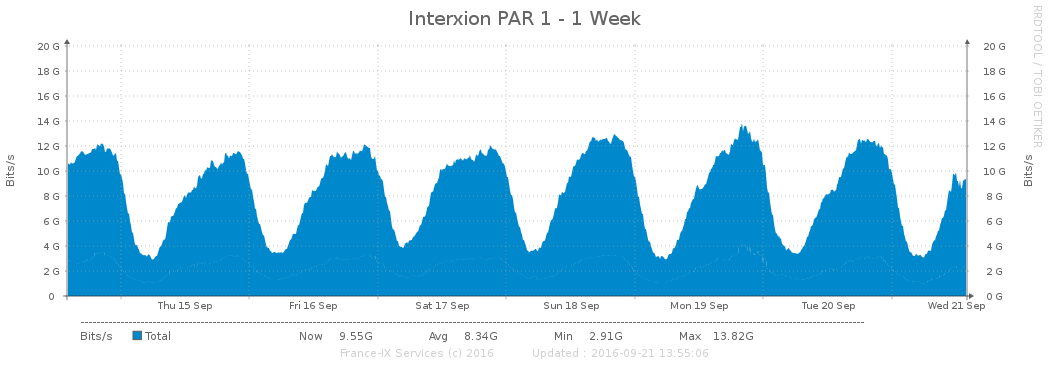 Interxion PAR 1 - 1 Week
RRDTOOL / TOBI OETIKER
Bits/s
20 G 20 G
18 G 18 G
16 G 16 G
14 G 14 G
12 G 12 G
10 G 10 G
8 G 8 G
6 G 6 G
4 G 4 G
2 G 2 G
0 0 G
Bits/s
Thu 15 Sep Fri 16 Sep Sat 17 Sep Sun 18 Sep Mon 19 Sep Tue 20 Sep Wed 21 Sep
Bits/s Total Now 9.55G Avg 8.34G Min 2.91G Max 13.82G
France-IX Services (c) 2016 Updated : 2016-09-21 13:55:06